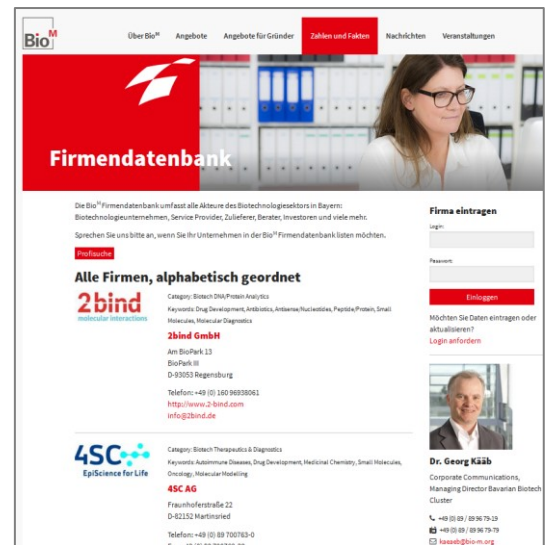 Bio M
Über BioM Angebote Angebote für Gründer Zahlen und Fakten Nachrichten Veranstaltungen
Firmendatenbank
Die BioM Firmendatenbank umfasst alle Akteure des Biotechnologiesektors in Bayern:
Biotechnologieunternehmen, Service Provider, Zulieferer, Berater, Investoren und viele mehr.
Sprechen Sie uns bitte an, wenn Sie Ihr Unternehmen in der BioM Firmendatenbank listen möchten.
Profisuche
Alle Firmen, alphabetisch geordnet
2bind
molecular interactions
Category: Biotech DNA/Protein Analytics
Keywords: Drug Development, Antibiotics, Antisense/Nucleotides, Peptide/Protein, Small
Molecules, Molecular Diagnostics
2bind GmbH
Am BioPark 13
BioPark III
D-93053 Regensburg
Telefon: +49 (0) 160 96938061
http://www.2-bind.com
info@2bind.de
4SC
EpiScience for Life
Category: Biotech Therapeutics & Diagnostics
Keywords: Autoimmune Diseases, Drug Development, Medicinal Chemistry, Small Molecules,
Oncology, Molecular Modelling
4SC AG
Fraunhoferstraße 22
D-82152 Martinsried
Telefon: +49 (0) 89 700763-0
Firma eintragen
Login:
Passwort:
Einloggen
Möchten Sie Daten eintragen oder
aktualisieren?
Login anfordern
Dr. Georg Kääb
Corporate Communications,
Managing Director Bavarian Biotech
Cluster
+49 (0) 89 / 89 96 79-19
+49 (0) 89 / 89 96 79-79
kaeaeb@bio-m.org